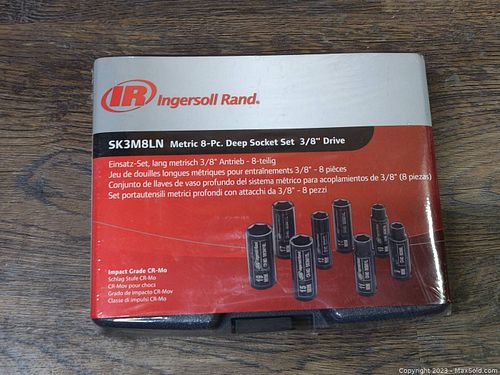 IR Ingersoll Rand®
SK3M8LN Metric 8-Pc. Deep Socket Set 3/8" Drive
Einsatz-Set, lang metrisch 3/8" Antrieb - 8-teilig
Jeu de douilles longues métriques pour entraînements 3/8" - 8 pièces
Conjunto de llaves de vaso profundo del sistema métrico para acoplamientos de 3/8" (8 piezas)
Set portautensili metrici profondi con attacchi da 3/8" - 8 pezzi
Impact Grade CR-Mo
Schlag Stufe CR-Mo
CR-Mov pour chocs
Grado de impacto CR-Mov
Classe di impulsi CR-Mo
Copyright 2023 - MaxSold.com